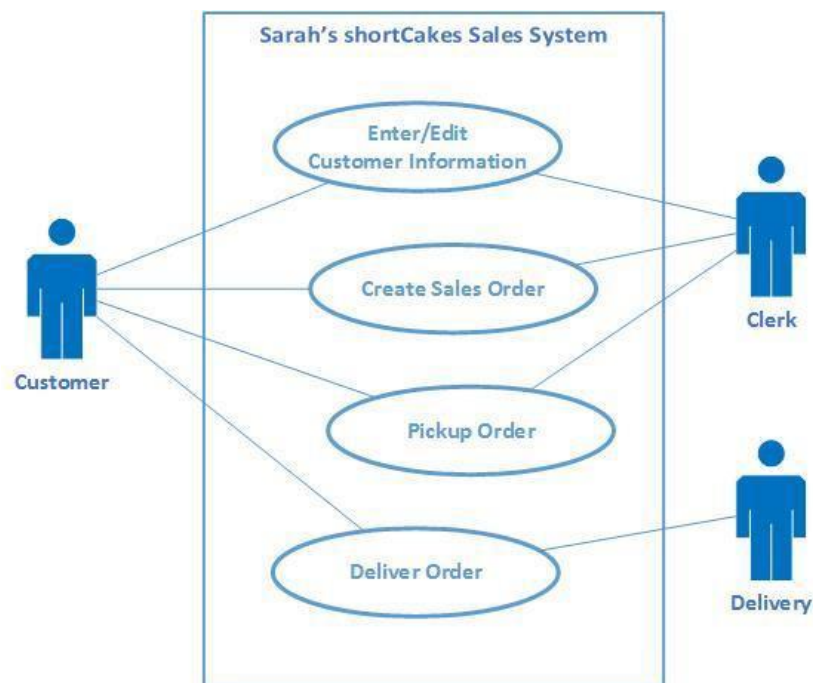 Sarah's shortCakes Sales System
Enter/Edit
Customer Information
Create Sales Order
Clerk
Customer
Pickup Order
Deliver Order
Delivery